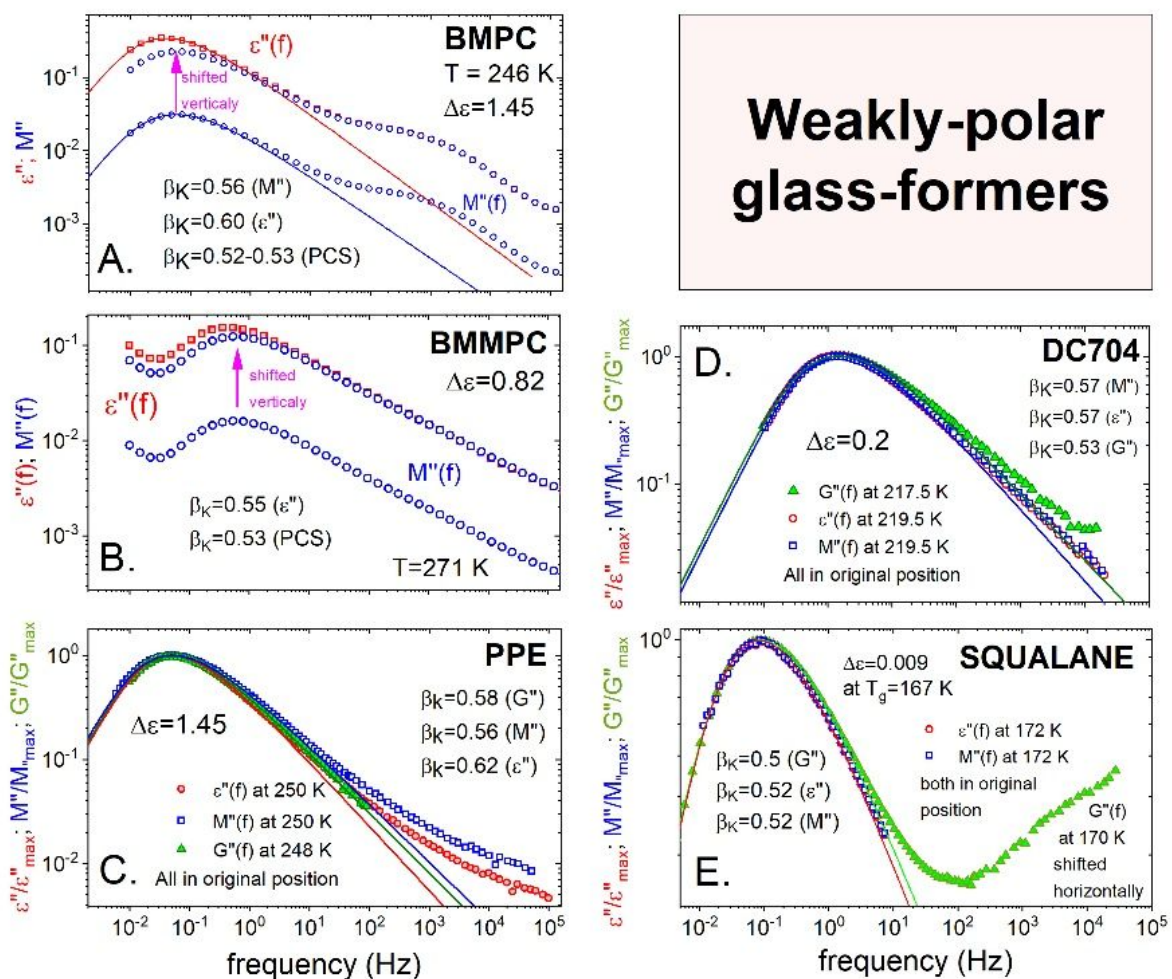 BMPC
ε"(f)
T = 246 K
Δε=1.45
shifted
verticaly
ε"; M"
10⁻¹
10⁻²
10⁻³
βK=0.56 (M")
βK=0.60 (ε")
βK=0.52-0.53 (PCS)
M"(f)
A.
Weakly-polar
glass-formers
BMMPC
Δε=0.82
ε"(f)
shifted
verticaly
ε"(f); M"(f)
10⁻¹
10⁻²
10⁻³
M"(f)
βK=0.55 (ε")
βK=0.53 (PCS)
B.
T=271 K
D.
DC704
βK=0.57 (M")
βK=0.57 (ε")
βK=0.53 (G")
Δε=0.2
G"(f) at 217.5 K
ε"(f) at 219.5 K
M"(f) at 219.5 K
All in original position
ε"/ε"max; M"/M"max; G"/G"max
10⁰
10⁻¹
PPE
Δε=1.45
βk=0.58 (G")
βk=0.56 (M")
βk=0.62 (ε")
ε"(f) at 250 K
M"(f) at 250 K
G"(f) at 248 K
All in original position
C.
ε"/ε"max; M"/M"max; G"/G"max
10⁰
10⁻¹
10⁻²
10⁻² 10⁻¹ 10⁰ 10¹ 10² 10³ 10⁴ 10⁵
frequency (Hz)
SQUALANE
Δε=0.009
at Tg=167 K
ε"(f) at 172 K
M"(f) at 172 K
both in original
position
βK=0.5 (G")
βK=0.52 (ε")
βK=0.52 (M")
G"(f)
at 170 K
shifted
horizontally
E.
ε"/ε"max; M"/M"max; G"/G"max
10⁰
10⁻² 10⁻¹ 10⁰ 10¹ 10² 10³ 10⁴ 10⁵
frequency (Hz)